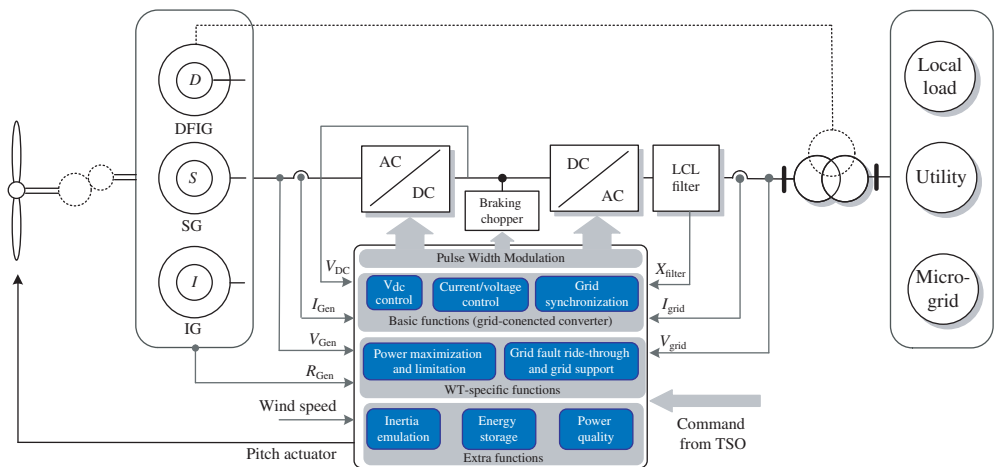 D
DFIG
S
SG
I
IG
AC
DC
Braking
chopper
DC
AC
LCL
filter
Local
load
Utility
Micro-
grid
V_DC
I_Gen
V_Gen
R_Gen
Wind speed
Pitch actuator
Pulse Width Modulation
Vdc
control
Current/voltage
control
Grid
synchronization
Basic functions (grid-conencted converter)
Power maximization
and limitation
Grid fault ride-through
and grid support
WT-specific functions
Inertia
emulation
Energy
storage
Power
quality
Extra functions
X_filter
I_grid
V_grid
Command
from TSO